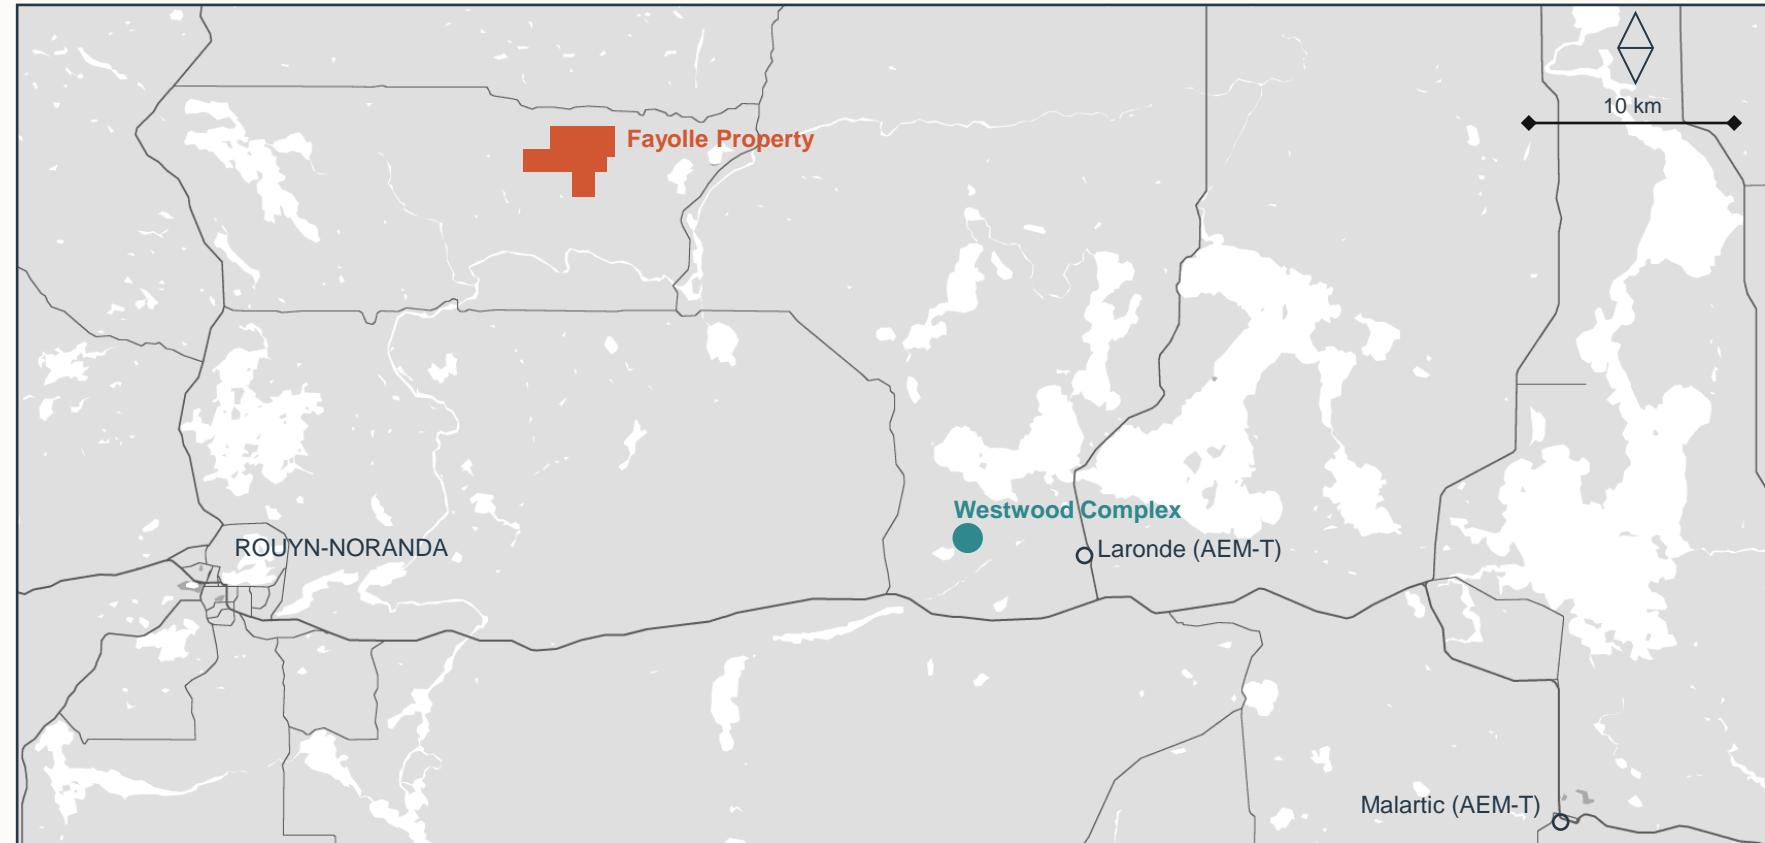 10 km
Fayolle Property
Westwood Complex
ROUYN-NORANDA
Laronde (AEM-T)
Malartic (AEM-T)